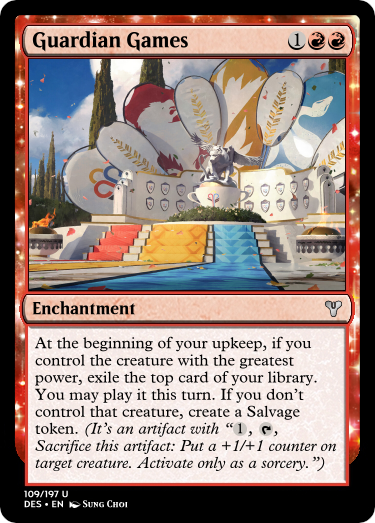 Guardian Games 1
Enchantment
At the beginning of your upkeep, if you
control the creature with the greatest
power, exile the top card of your library.
You may play it this turn. If you don't
control that creature, create a Salvage
token. (It's an artifact with “1, ,
Sacrifice this artifact: Put a +1/+1 counter on
target creature. Activate only as a sorcery.”)
109/197 U
DES • EN Sung Choi